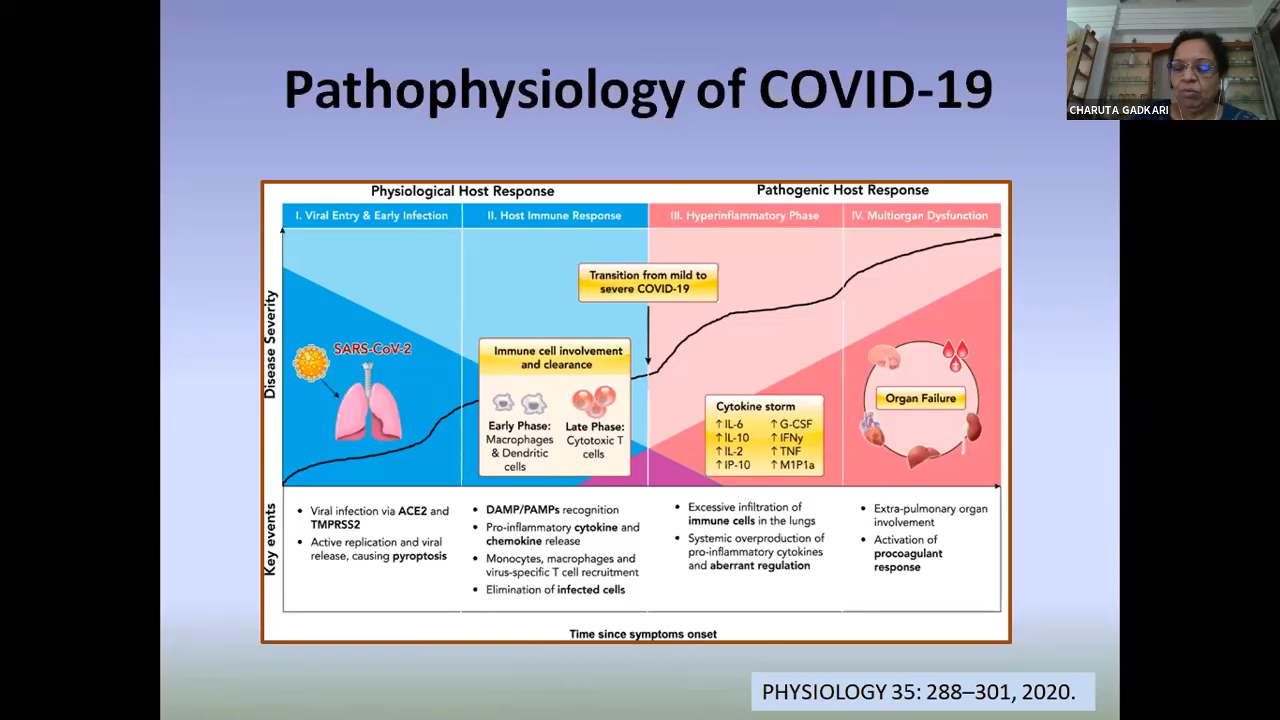 Pathophysiology of COVID-19
CHARUTA GADKARI
Physiological Host Response
Pathogenic Host Response
I. Viral Entry & Early Infection
II. Host Immune Response
III. Hyperinflammatory Phase
IV. Multiorgan Dysfunction
Disease Severity
Transition from mild to
severe COVID-19
SARS-CoV-2
Immune cell involvement
and clearance
Early Phase:
Macrophages
& Dendritic
cells
Late Phase:
Cytotoxic T
cells
Cytokine storm
↑IL-6
↑G-CSF
↑IL-10
↑IFNy
↑IL-2
↑TNF
↑IP-10
↑M1P1a
Organ Failure
Key events
• Viral infection via ACE2 and
TMPRSS2
• Active replication and viral
release, causing pyroptosis
• DAMP/PAMPs recognition
• Pro-inflammatory cytokine and
chemokine release
• Monocytes, macrophages and
virus-specific T cell recruitment
• Elimination of infected cells
• Excessive infiltration of
immune cells in the lungs
• Systemic overproduction of
pro-inflammatory cytokines
and aberrant regulation
• Extra-pulmonary organ
involvement
• Activation of
procoagulant
response
Time since symptoms onset
PHYSIOLOGY 35: 288–301, 2020.